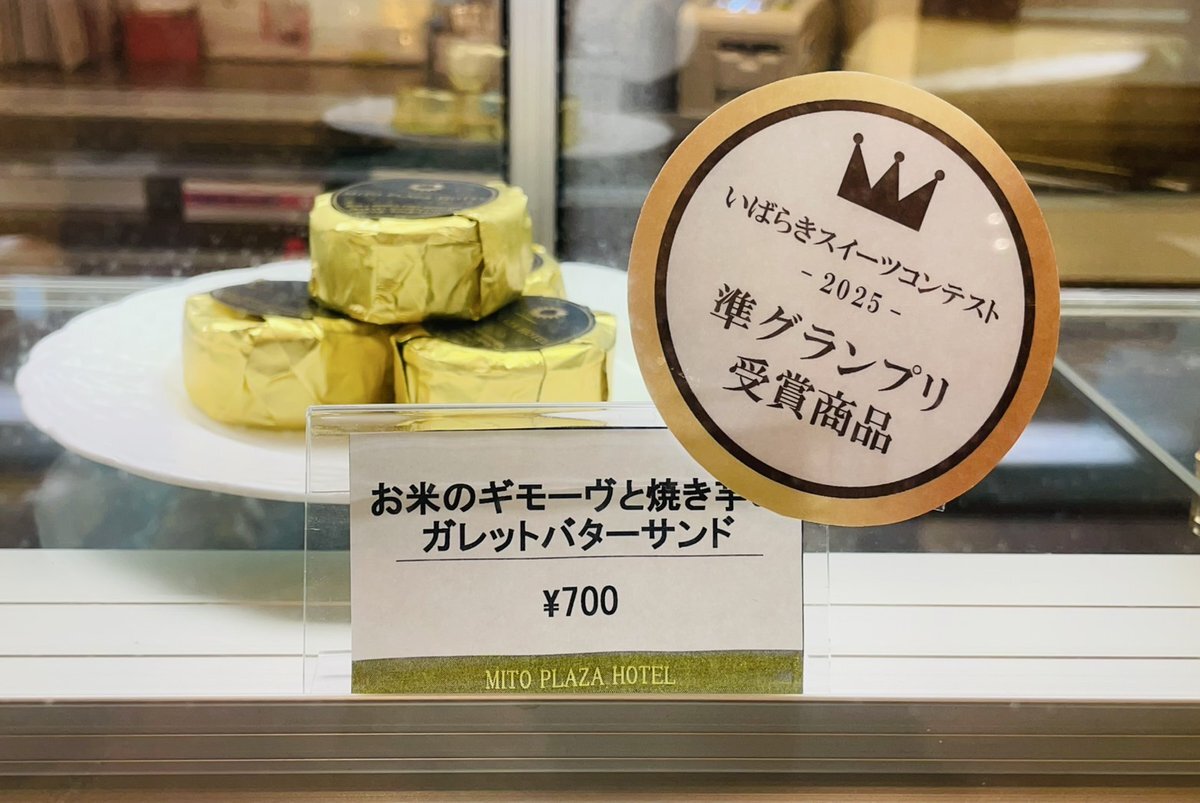 いばらきスイーツコンテスト
- 2025 -
準グランプリ
受賞商品
お米のギモーヴと焼き芋
ガレットバターサンド
¥700
MITO PLAZA HOTEL